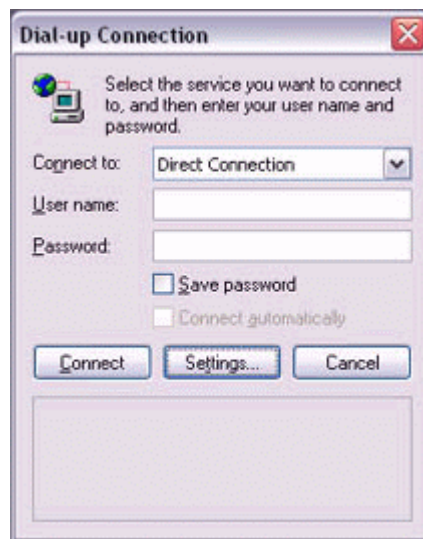 Dial-up Connection
Select the service you want to connect
to, and then enter your user name and
password.
Connect to: Direct Connection
User name:
Password:
Save password
Connect automatically
Connect Settings... Cancel